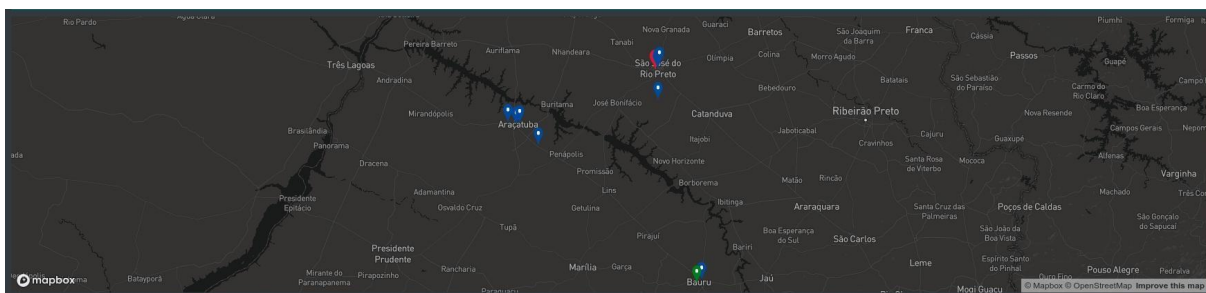 Rio Pardo
Guaraci
Piumhi
Formiga
Nova Granada
Barretos
São Joaquim
da Barra
Franca
Cássia
Pereira Barreto
Auriflama
Nhandeara
Tanabi
Passos
Guapé
Três Lagoas
São José do
Rio Preto
Olímpia
Colina
Morro Agudo
Andradina
Bebedouro
Batatais
São Sebastião
do Paraíso
Carmo do
Rio Claro
Mirandópolis
Buritama
José Bonifácio
Catanduva
Ribeirão Preto
Nova Resende
Boa Esperança
Araçatuba
Brasilândia
Panorama
Itajobi
Jaboticabal
Cravinhos
Cajuru
Guaxupé
Campos Gerais
Nepom
ada
Dracena
Penápolis
Promissão
Novo Horizonte
Santa Rosa
de Viterbo
Mococa
Alfenas
Varginha
Presidente
Epitácio
Adamantina
Osvaldo Cruz
Lins
Getulina
Borborema
Ibitinga
Matão
Rincão
Araraquara
Santa Cruz das
Palmeiras
Poços de Caldas
Machado
Três Co
São Gonçalo
do Sapucaí
Tupã
Pirajuí
Bariri
Boa Esperança
do Sul
São Carlos
São João da
Boa Vista
Presidente
Prudente
Marília
Garça
Bauru
Jaú
Leme
Espírito Santo
do Pinhal
Pouso Alegre
Pedralva
mapbox
Batayporã
Mirante do
Paranapanema
Pirapozinho
Rancharia
Mogi Guaçu
© Mapbox © OpenStreetMap Improve this map